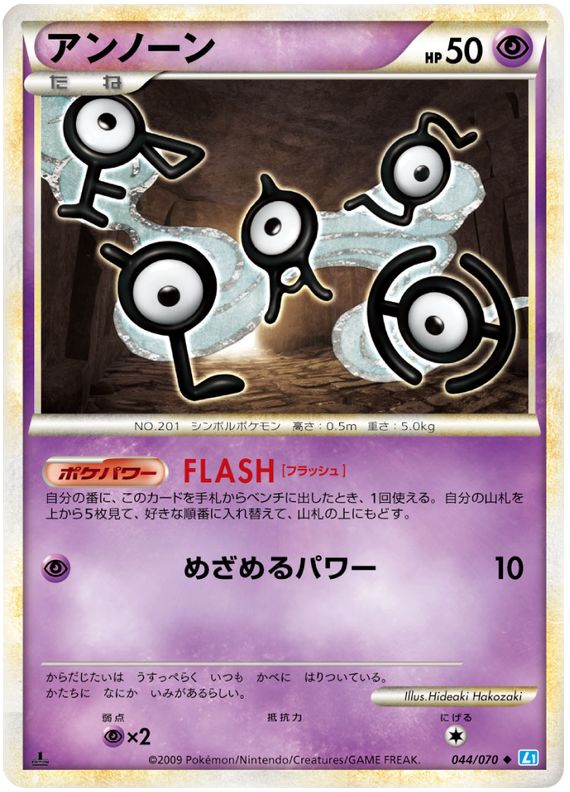 アンノーン HP50
たね
NO.201 シンボルポケモン 高さ：0.5m 重さ：5.0kg
ポケパワー FLASH［フラッシュ］
自分の番に、このカードを手札からベンチに出したとき、1回使える。自分の山札を
上から5枚見て、好きな順番に入れ替えて、山札の上にもどす。
めざめるパワー 10
からだじたいは うすっぺらく いつも かべに はりついている。
かたちに なにか いみがあるらしい。
Illus.Hideaki Hakozaki
弱点 抵抗力 にげる
×2
©2009 Pokémon/Nintendo/Creatures/GAME FREAK.
1 EDITION 044/070 ◆ L1